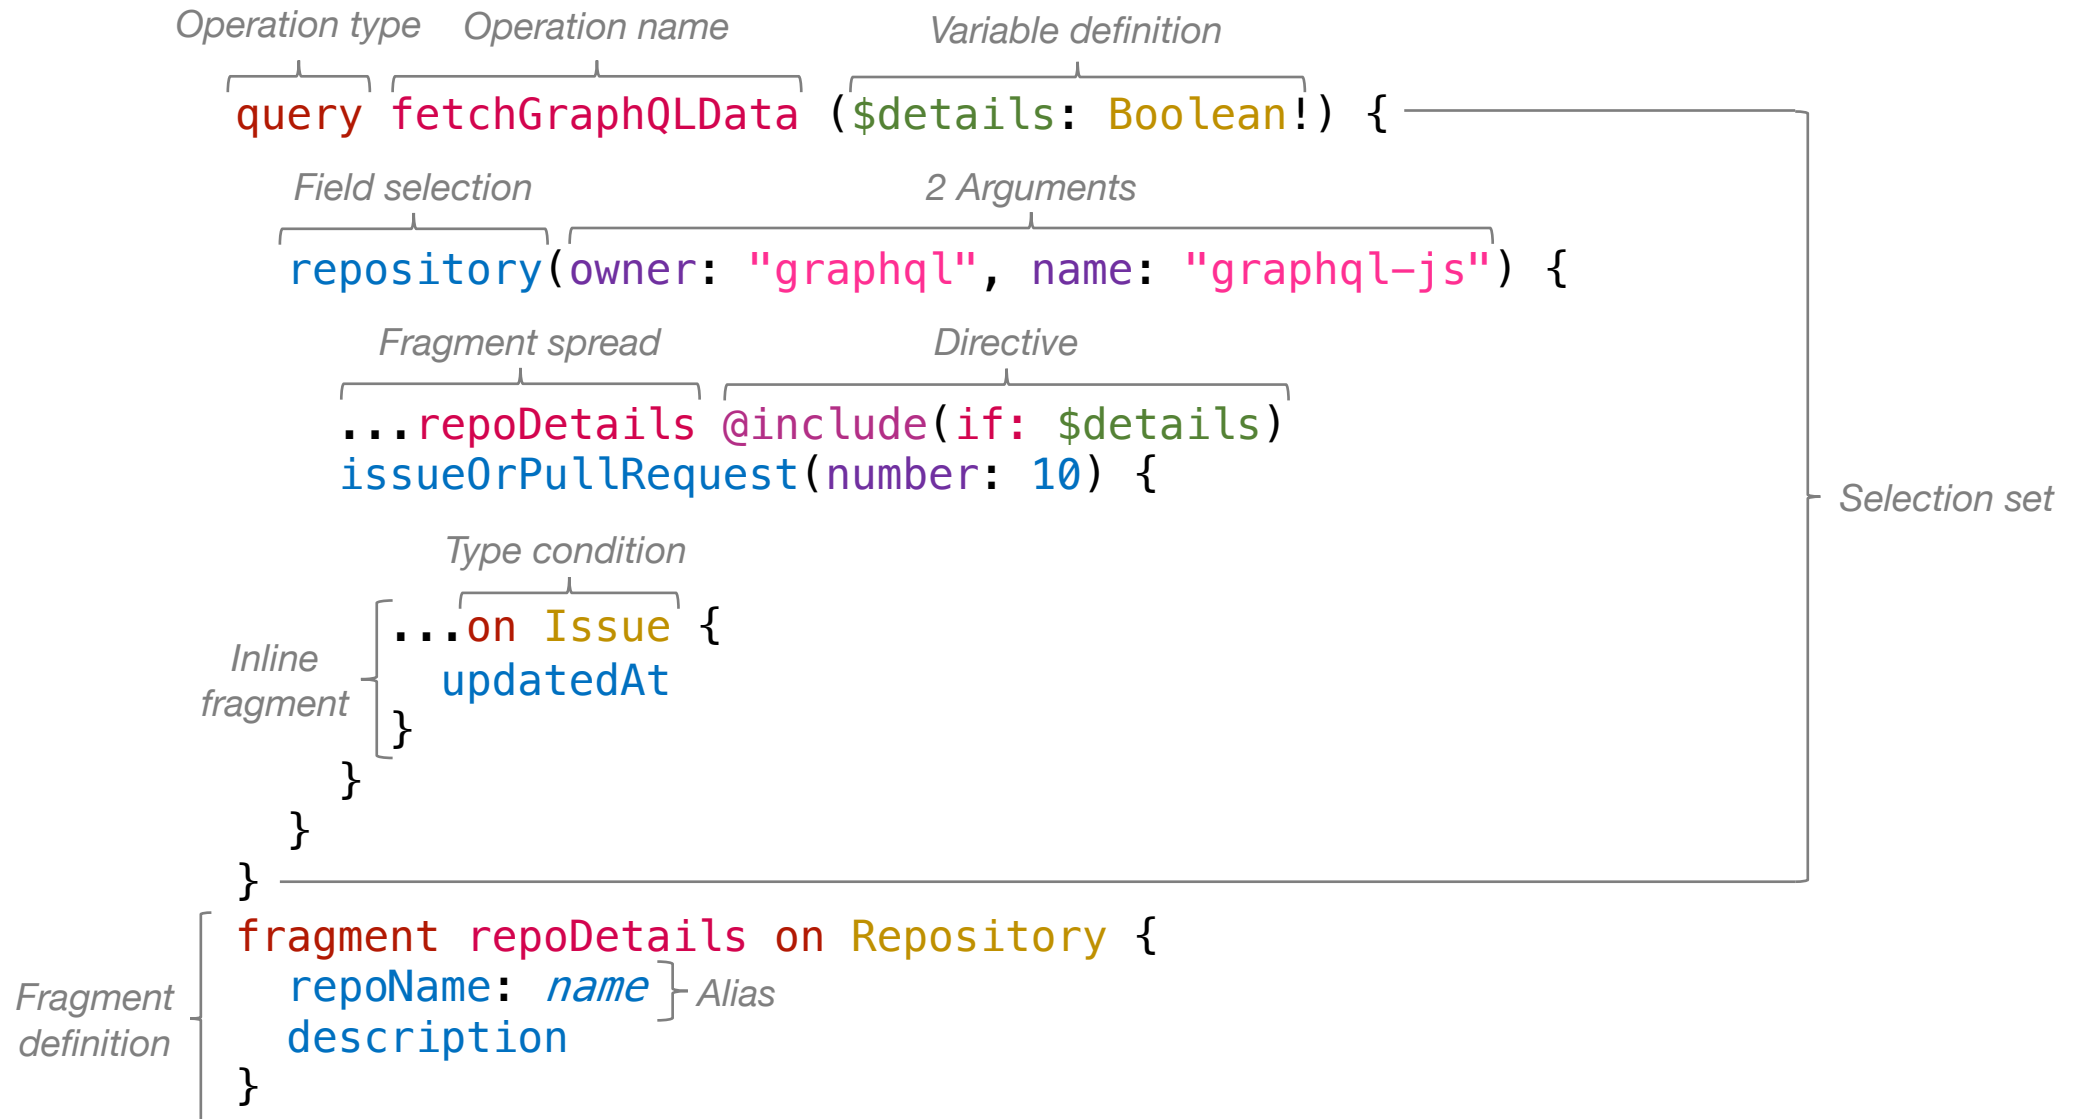 Operation type Operation name Variable definition
query fetchGraphQLData ($details: Boolean!) {
Field selection 2 Arguments
repository(owner: "graphql", name: "graphql-js") {
Fragment spread Directive
...repoDetails @include(if: $details)
issueOrPullRequest(number: 10) {
Selection set
Type condition
...on Issue {
Inline
fragment
updatedAt
}
}
}
}
fragment repoDetails on Repository {
repoName: name Alias
Fragment
definition
description
}